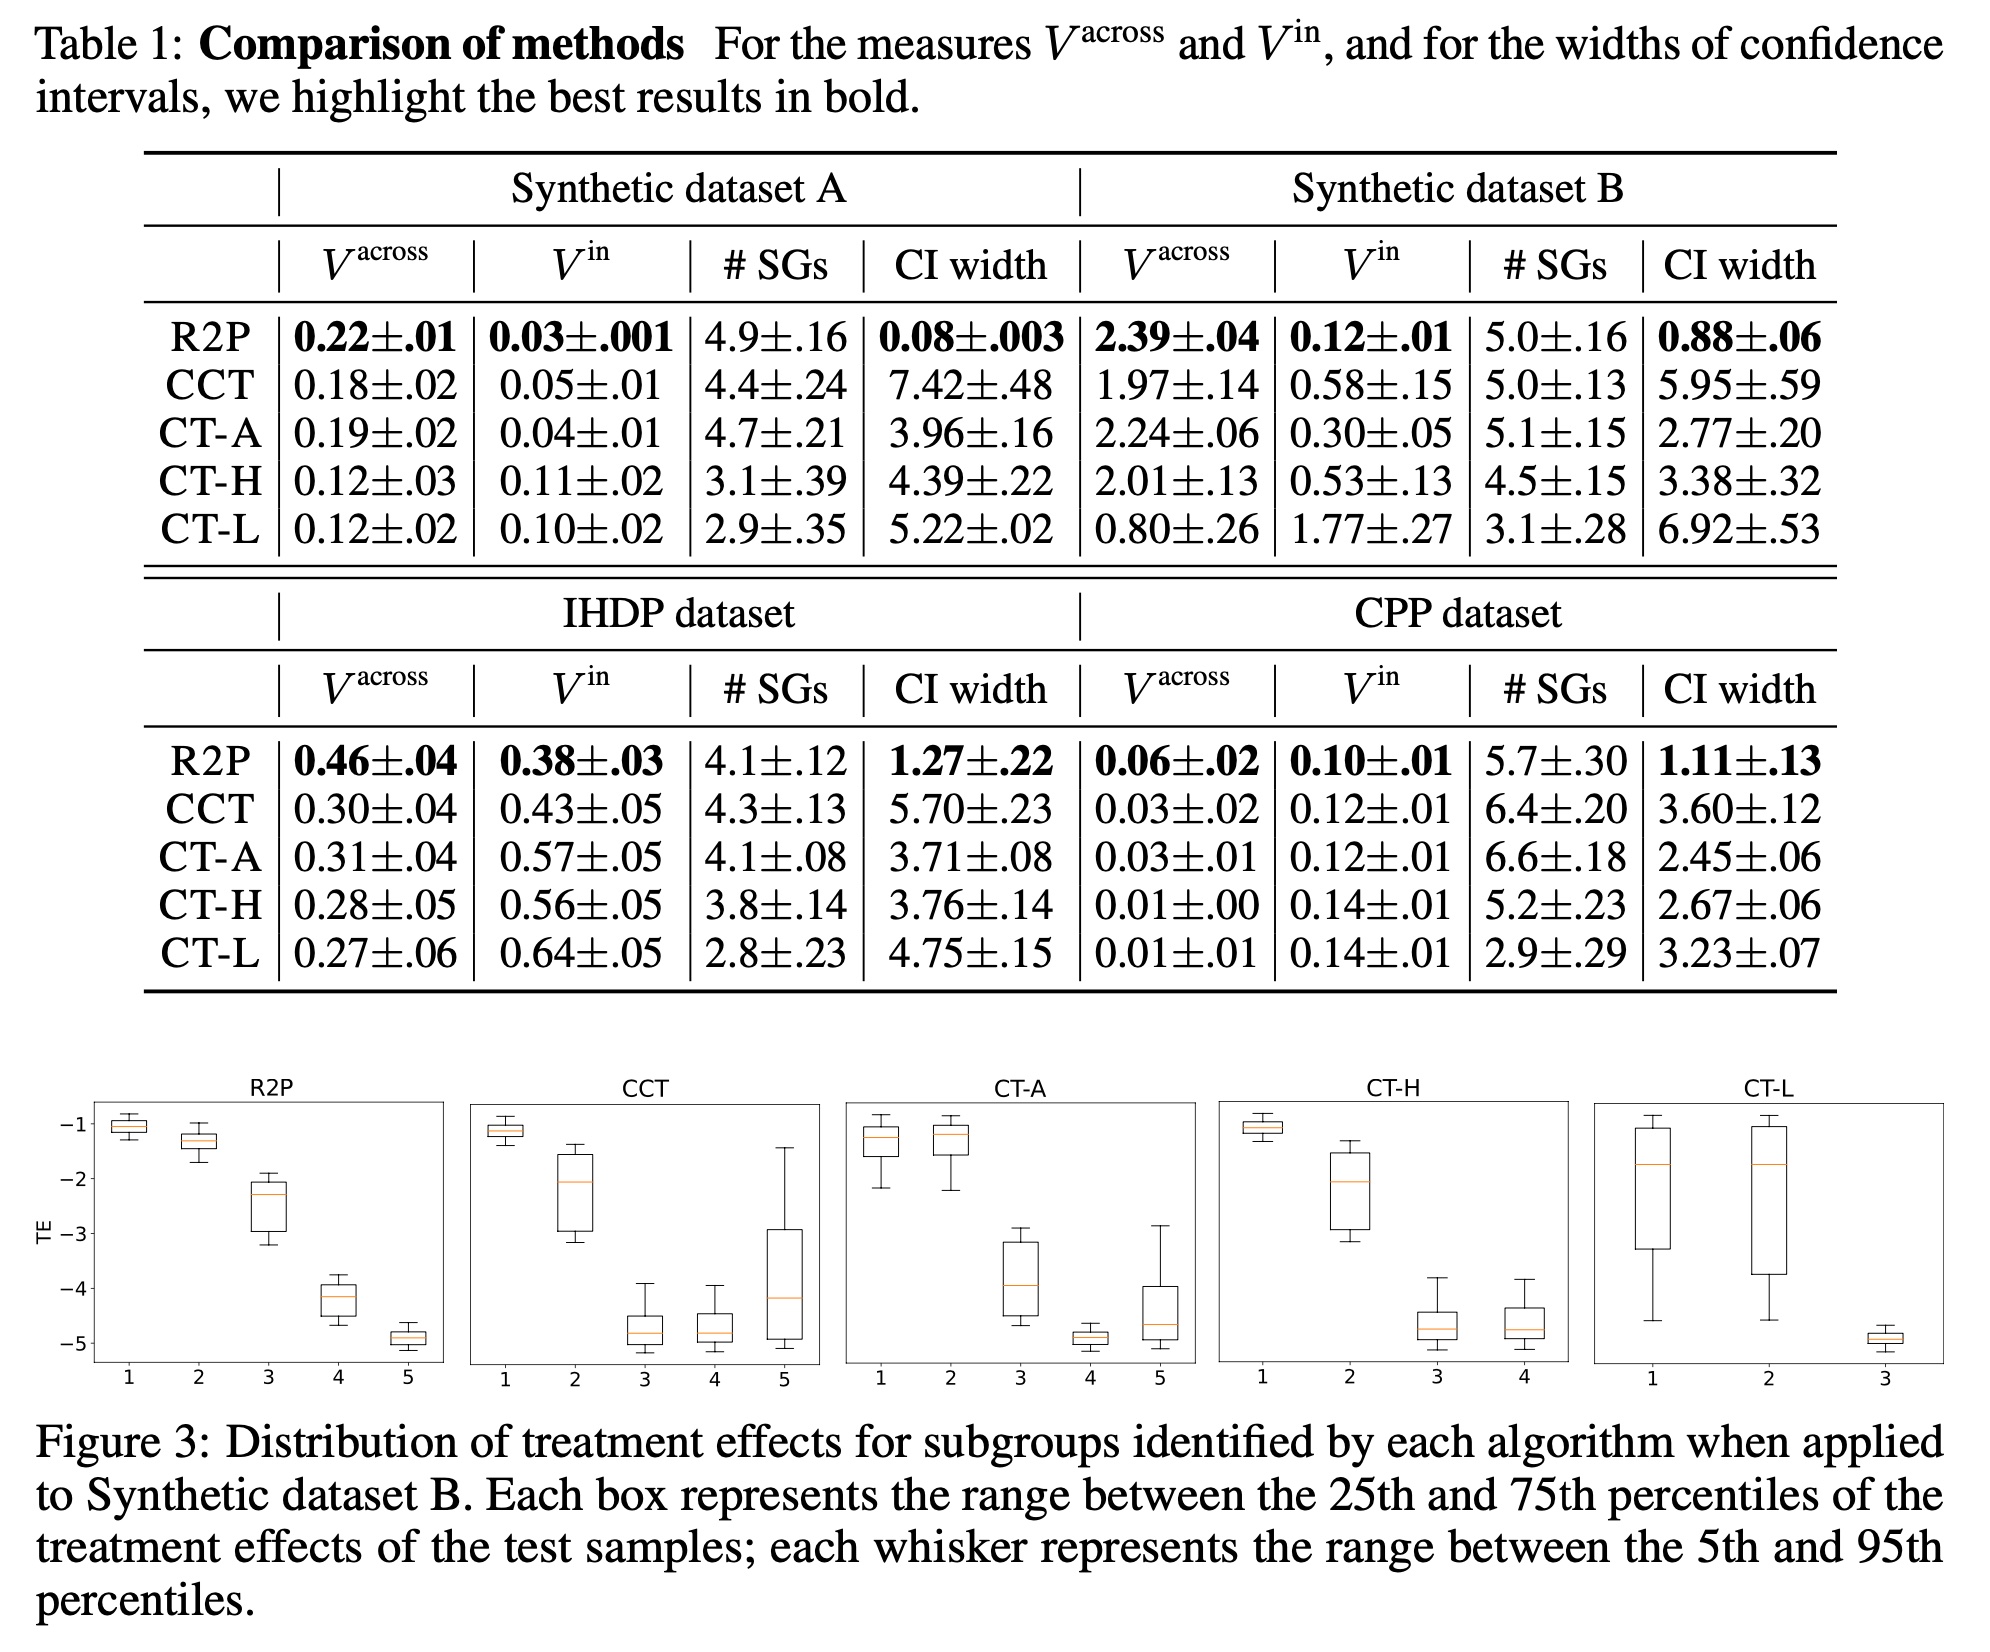 Table 1: Comparison of methods For the measures V^across and V^in, and for the widths of confidence
intervals, we highlight the best results in bold.
Synthetic dataset A Synthetic dataset B
V^across V^in # SGs CI width V^across V^in # SGs CI width
R2P 0.22±.01 0.03±.001 4.9±.16 0.08±.003 2.39±.04 0.12±.01 5.0±.16 0.88±.06
CCT 0.18±.02 0.05±.01 4.4±.24 7.42±.48 1.97±.14 0.58±.15 5.0±.13 5.95±.59
CT-A 0.19±.02 0.04±.01 4.7±.21 3.96±.16 2.24±.06 0.30±.05 5.1±.15 2.77±.20
CT-H 0.12±.03 0.11±.02 3.1±.39 4.39±.22 2.01±.13 0.53±.13 4.5±.15 3.38±.32
CT-L 0.12±.02 0.10±.02 2.9±.35 5.22±.02 0.80±.26 1.77±.27 3.1±.28 6.92±.53
IHDP dataset CPP dataset
V^across V^in # SGs CI width V^across V^in # SGs CI width
R2P 0.46±.04 0.38±.03 4.1±.12 1.27±.22 0.06±.02 0.10±.01 5.7±.30 1.11±.13
CCT 0.30±.04 0.43±.05 4.3±.13 5.70±.23 0.03±.02 0.12±.01 6.4±.20 3.60±.12
CT-A 0.31±.04 0.57±.05 4.1±.08 3.71±.08 0.03±.01 0.12±.01 6.6±.18 2.45±.06
CT-H 0.28±.05 0.56±.05 3.8±.14 3.76±.14 0.01±.00 0.14±.01 5.2±.23 2.67±.06
CT-L 0.27±.06 0.64±.05 2.8±.23 4.75±.15 0.01±.01 0.14±.01 2.9±.29 3.23±.07
R2P CCT CT-A CT-H CT-L
−1
−2
−3
−4
−5
TE
1 2 3 4 5 1 2 3 4 5 1 2 3 4 5 1 2 3 4 1 2 3
Figure 3: Distribution of treatment effects for subgroups identified by each algorithm when applied
to Synthetic dataset B. Each box represents the range between the 25th and 75th percentiles of the
treatment effects of the test samples; each whisker represents the range between the 5th and 95th
percentiles.